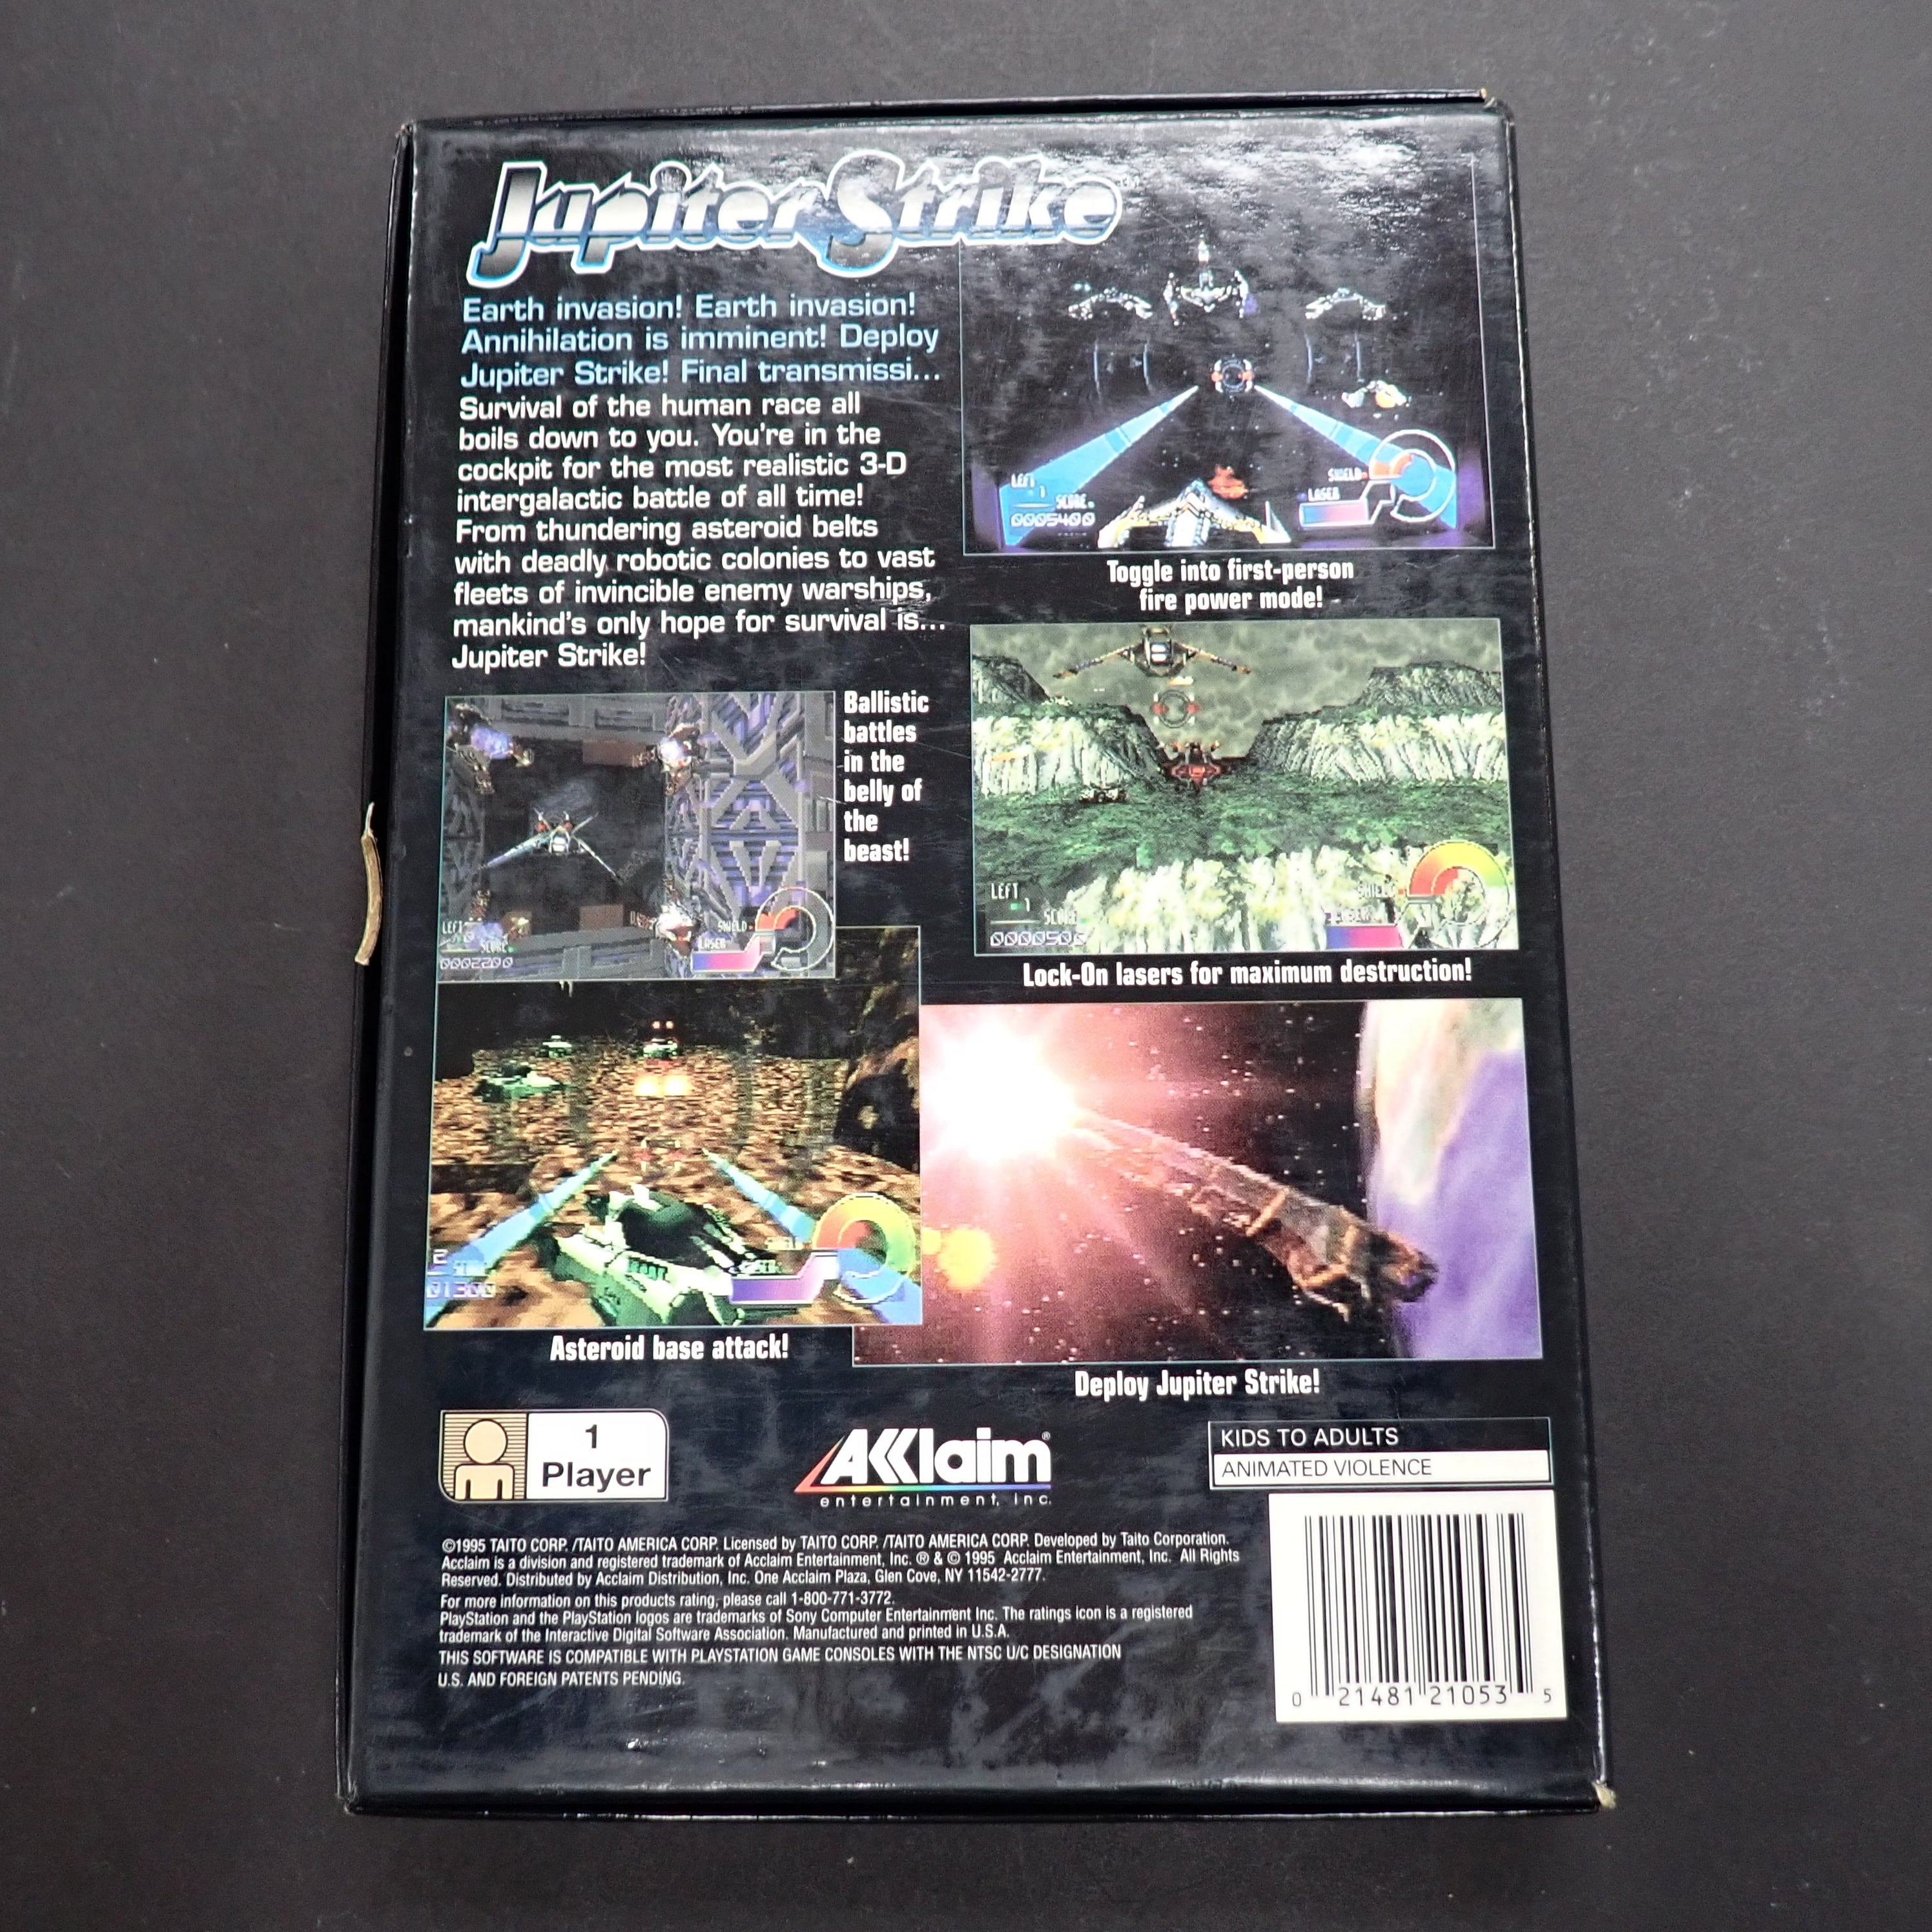 Jupiter Strike
Earth invasion! Earth invasion!
Annihilation is imminent! Deploy
Jupiter Strike! Final transmissi...
Survival of the human race all
boils down to you. You're in the
cockpit for the most realistic 3-D
intergalactic battle of all time!
From thundering asteroid belts
with deadly robotic colonies to vast
fleets of invincible enemy warships,
mankind's only hope for survival is...
Jupiter Strike!
LEFT
1
SCORE
0005400
SHIELD
LASER
Toggle into first-person
fire power mode!
Ballistic
battles
in the
belly of
the
beast!
LEFT
SCORE
0002200
SHIELD
LASER
LEFT
1
SCORE
SHIELD
Lock-On lasers for maximum destruction!
2
01300
Asteroid base attack!
Deploy Jupiter Strike!
1
Player
AKKlaim®
entertainment, inc.
KIDS TO ADULTS
ANIMATED VIOLENCE
©1995 TAITO CORP. /TAITO AMERICA CORP. Licensed by TAITO CORP. /TAITO AMERICA CORP. Developed by Taito Corporation.
Acclaim is a division and registered trademark of Acclaim Entertainment, Inc. ® & © 1995 Acclaim Entertainment, Inc. All Rights
Reserved. Distributed by Acclaim Distribution, Inc. One Acclaim Plaza, Glen Cove, NY 11542-2777.
For more information on this products rating, please call 1-800-771-3772.
PlayStation and the PlayStation logos are trademarks of Sony Computer Entertainment Inc. The ratings icon is a registered
trademark of the Interactive Digital Software Association. Manufactured and printed in U.S.A.
THIS SOFTWARE IS COMPATIBLE WITH PLAYSTATION GAME CONSOLES WITH THE NTSC U/C DESIGNATION
U.S. AND FOREIGN PATENTS PENDING.
0 21481 21053 5